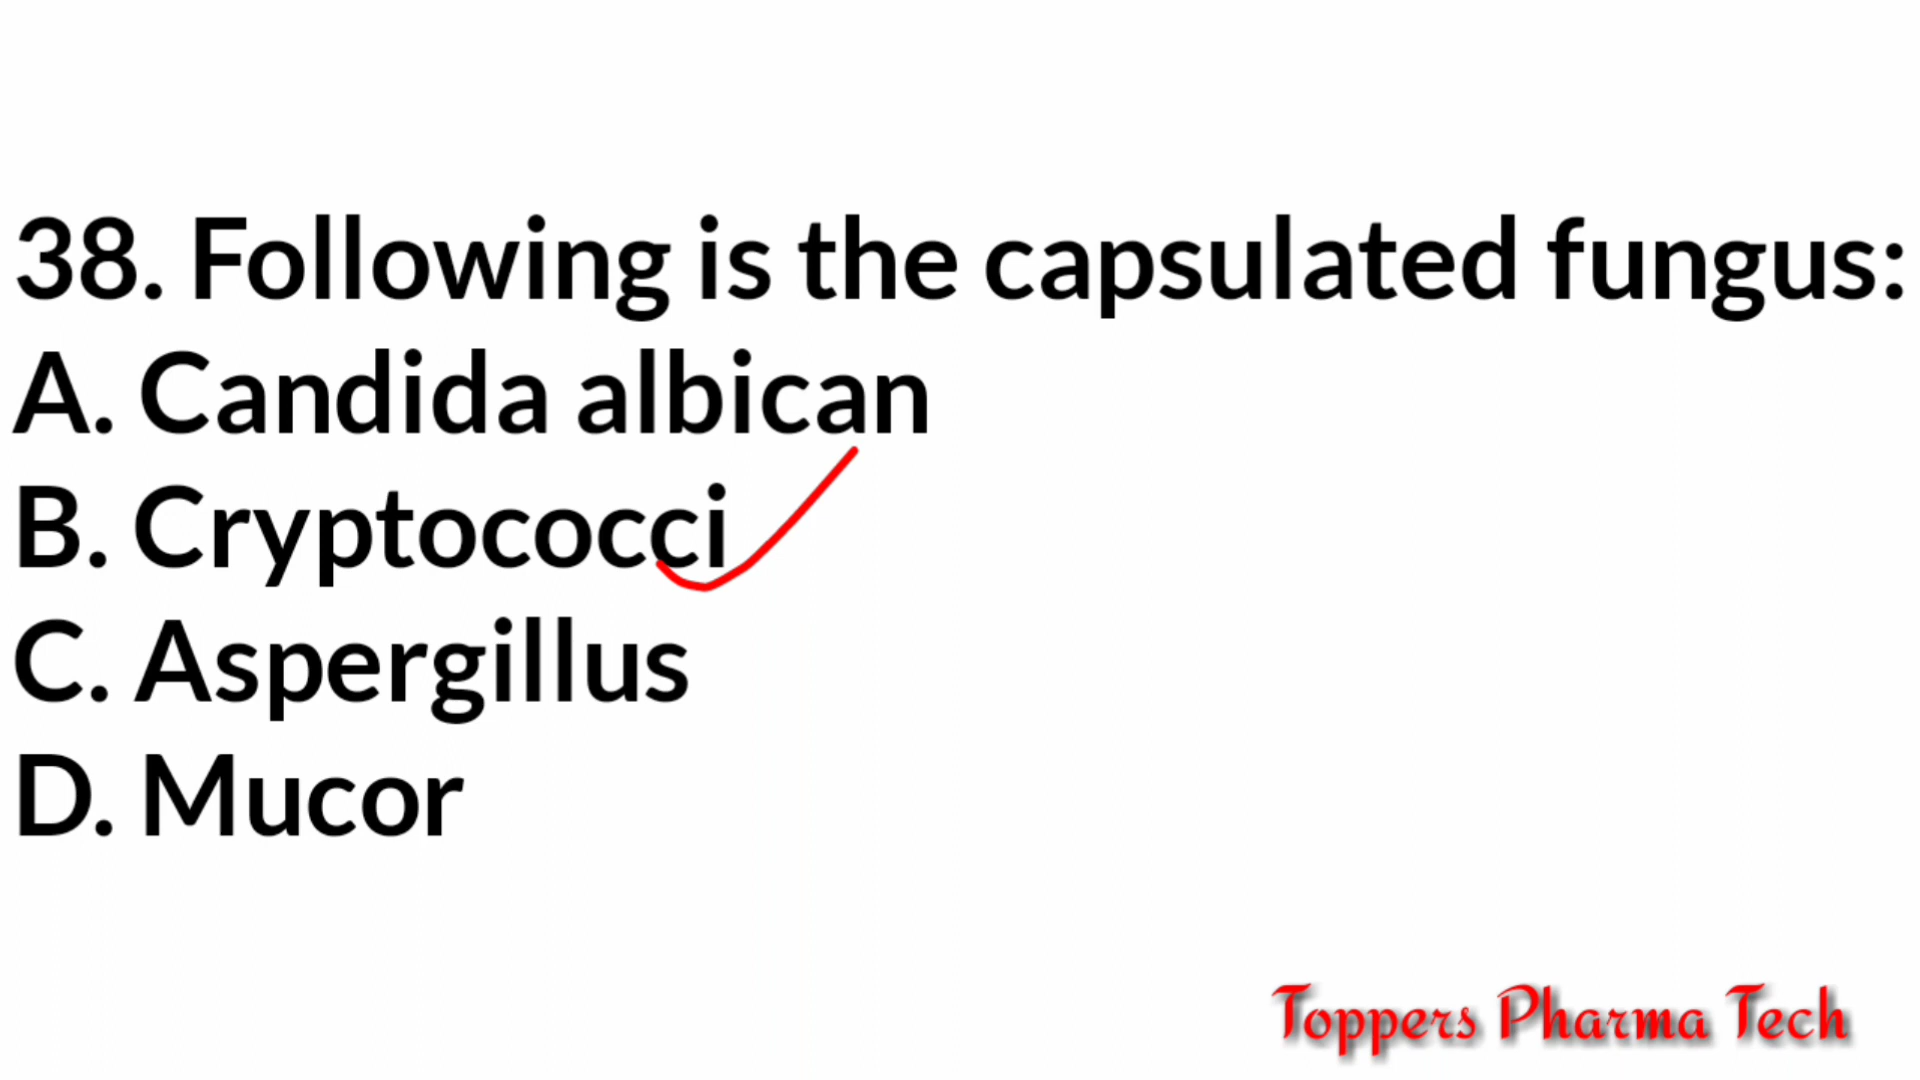 38. Following is the capsulated fungus:
A. Candida albican
B. Cryptococci
C. Aspergillus
D. Mucor
Toppers Pharma Tech